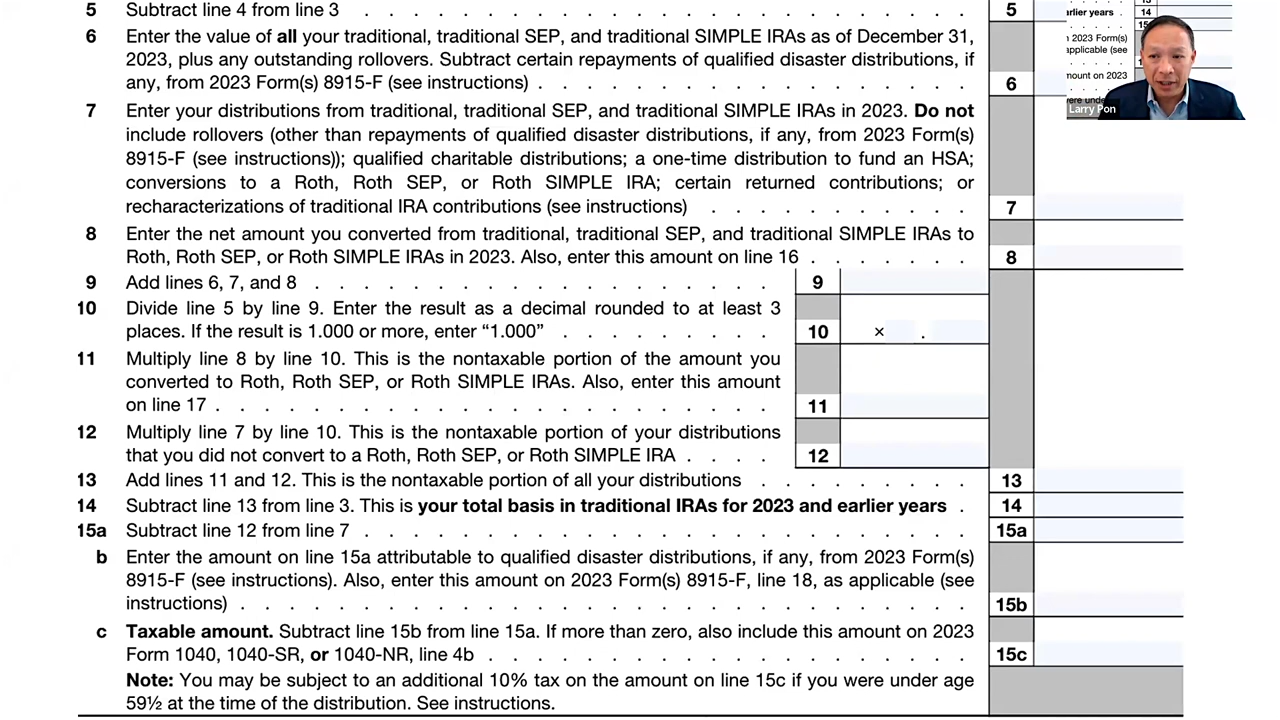 5 Subtract line 4 from line 3 . . . . . . . . . . . . . . . . . . . . . . . . . 5
6 Enter the value of all your traditional, traditional SEP, and traditional SIMPLE IRAs as of December 31,
2023, plus any outstanding rollovers. Subtract certain repayments of qualified disaster distributions, if
any, from 2023 Form(s) 8915-F (see instructions) . . . . . . . . . . . . . . . . . 6
7 Enter your distributions from traditional, traditional SEP, and traditional SIMPLE IRAs in 2023. Do not
include rollovers (other than repayments of qualified disaster distributions, if any, from 2023 Form(s)
8915-F (see instructions)); qualified charitable distributions; a one-time distribution to fund an HSA;
conversions to a Roth, Roth SEP, or Roth SIMPLE IRA; certain returned contributions; or
recharacterizations of traditional IRA contributions (see instructions) . . . . . . . . . . . 7
8 Enter the net amount you converted from traditional, traditional SEP, and traditional SIMPLE IRAs to
Roth, Roth SEP, or Roth SIMPLE IRAs in 2023. Also, enter this amount on line 16 . . . . . . . 8
9 Add lines 6, 7, and 8 . . . . . . . . . . . . . . . . . . 9
10 Divide line 5 by line 9. Enter the result as a decimal rounded to at least 3
places. If the result is 1.000 or more, enter “1.000” . . . . . . . . . 10 × .
11 Multiply line 8 by line 10. This is the nontaxable portion of the amount you
converted to Roth, Roth SEP, or Roth SIMPLE IRAs. Also, enter this amount
on line 17 . . . . . . . . . . . . . . . . . . . . . . 11
12 Multiply line 7 by line 10. This is the nontaxable portion of your distributions
that you did not convert to a Roth, Roth SEP, or Roth SIMPLE IRA . . . . 12
13 Add lines 11 and 12. This is the nontaxable portion of all your distributions . . . . . . . . . 13
14 Subtract line 13 from line 3. This is your total basis in traditional IRAs for 2023 and earlier years . 14
15a Subtract line 12 from line 7 . . . . . . . . . . . . . . . . . . . . . . . . . 15a
b Enter the amount on line 15a attributable to qualified disaster distributions, if any, from 2023 Form(s)
8915-F (see instructions). Also, enter this amount on 2023 Form(s) 8915-F, line 18, as applicable (see
instructions) . . . . . . . . . . . . . . . . . . . . . . . . . . . . . 15b
c Taxable amount. Subtract line 15b from line 15a. If more than zero, also include this amount on 2023
Form 1040, 1040-SR, or 1040-NR, line 4b . . . . . . . . . . . . . . . . . . . 15c
Note: You may be subject to an additional 10% tax on the amount on line 15c if you were under age
59½ at the time of the distribution. See instructions.
arlier years . 14
2023 Form(s)
applicable (see
mount on 2023
Larry Pon